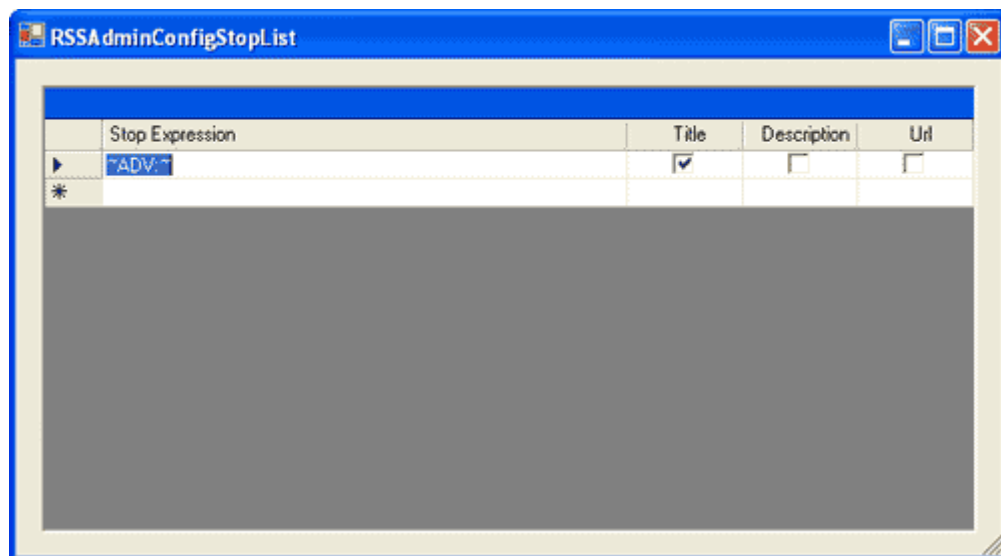 RSSAdminConfigStopList
Stop Expression Title Description Url
~ADV:~